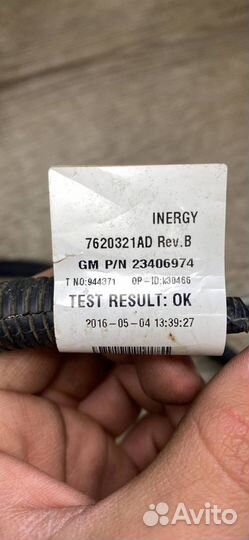 INERGY
7620321AD Rev.B
GM P/N 23406974
T NO:944371 OP-ID:K30466
TEST RESULT: OK
2016-05-04 13:39:27
Avito